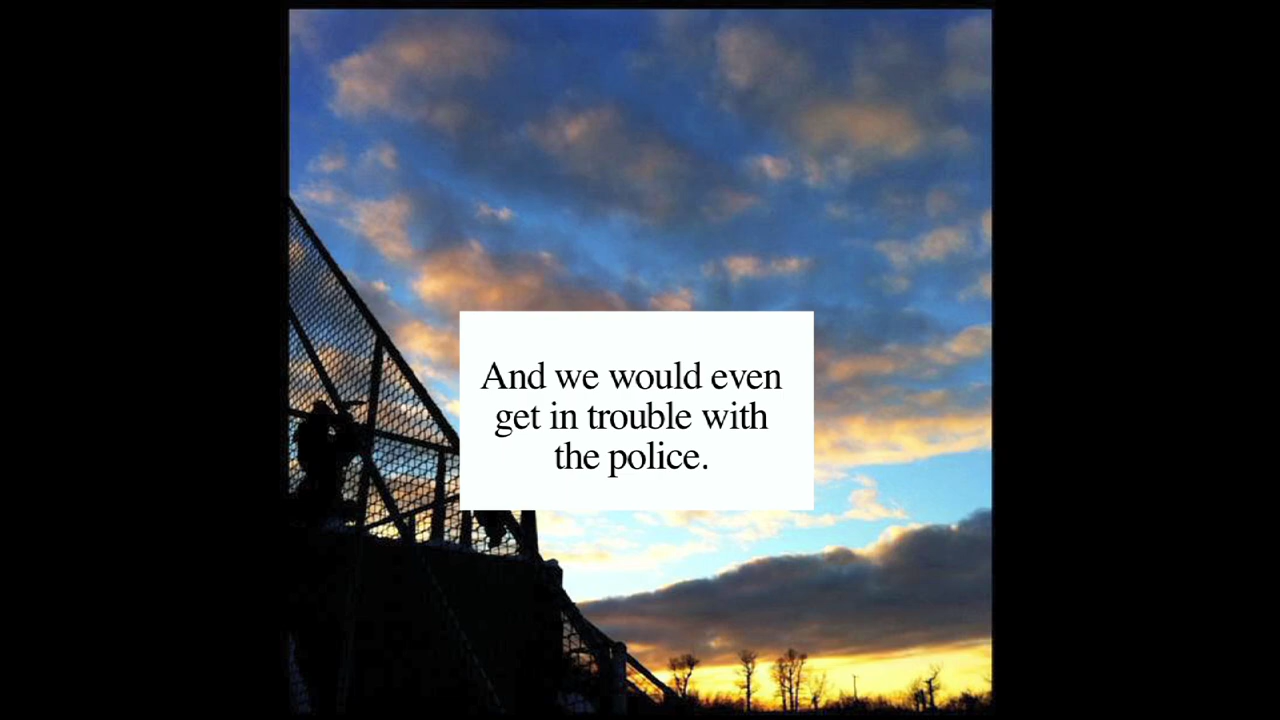 And we would even
get in trouble with
the police.